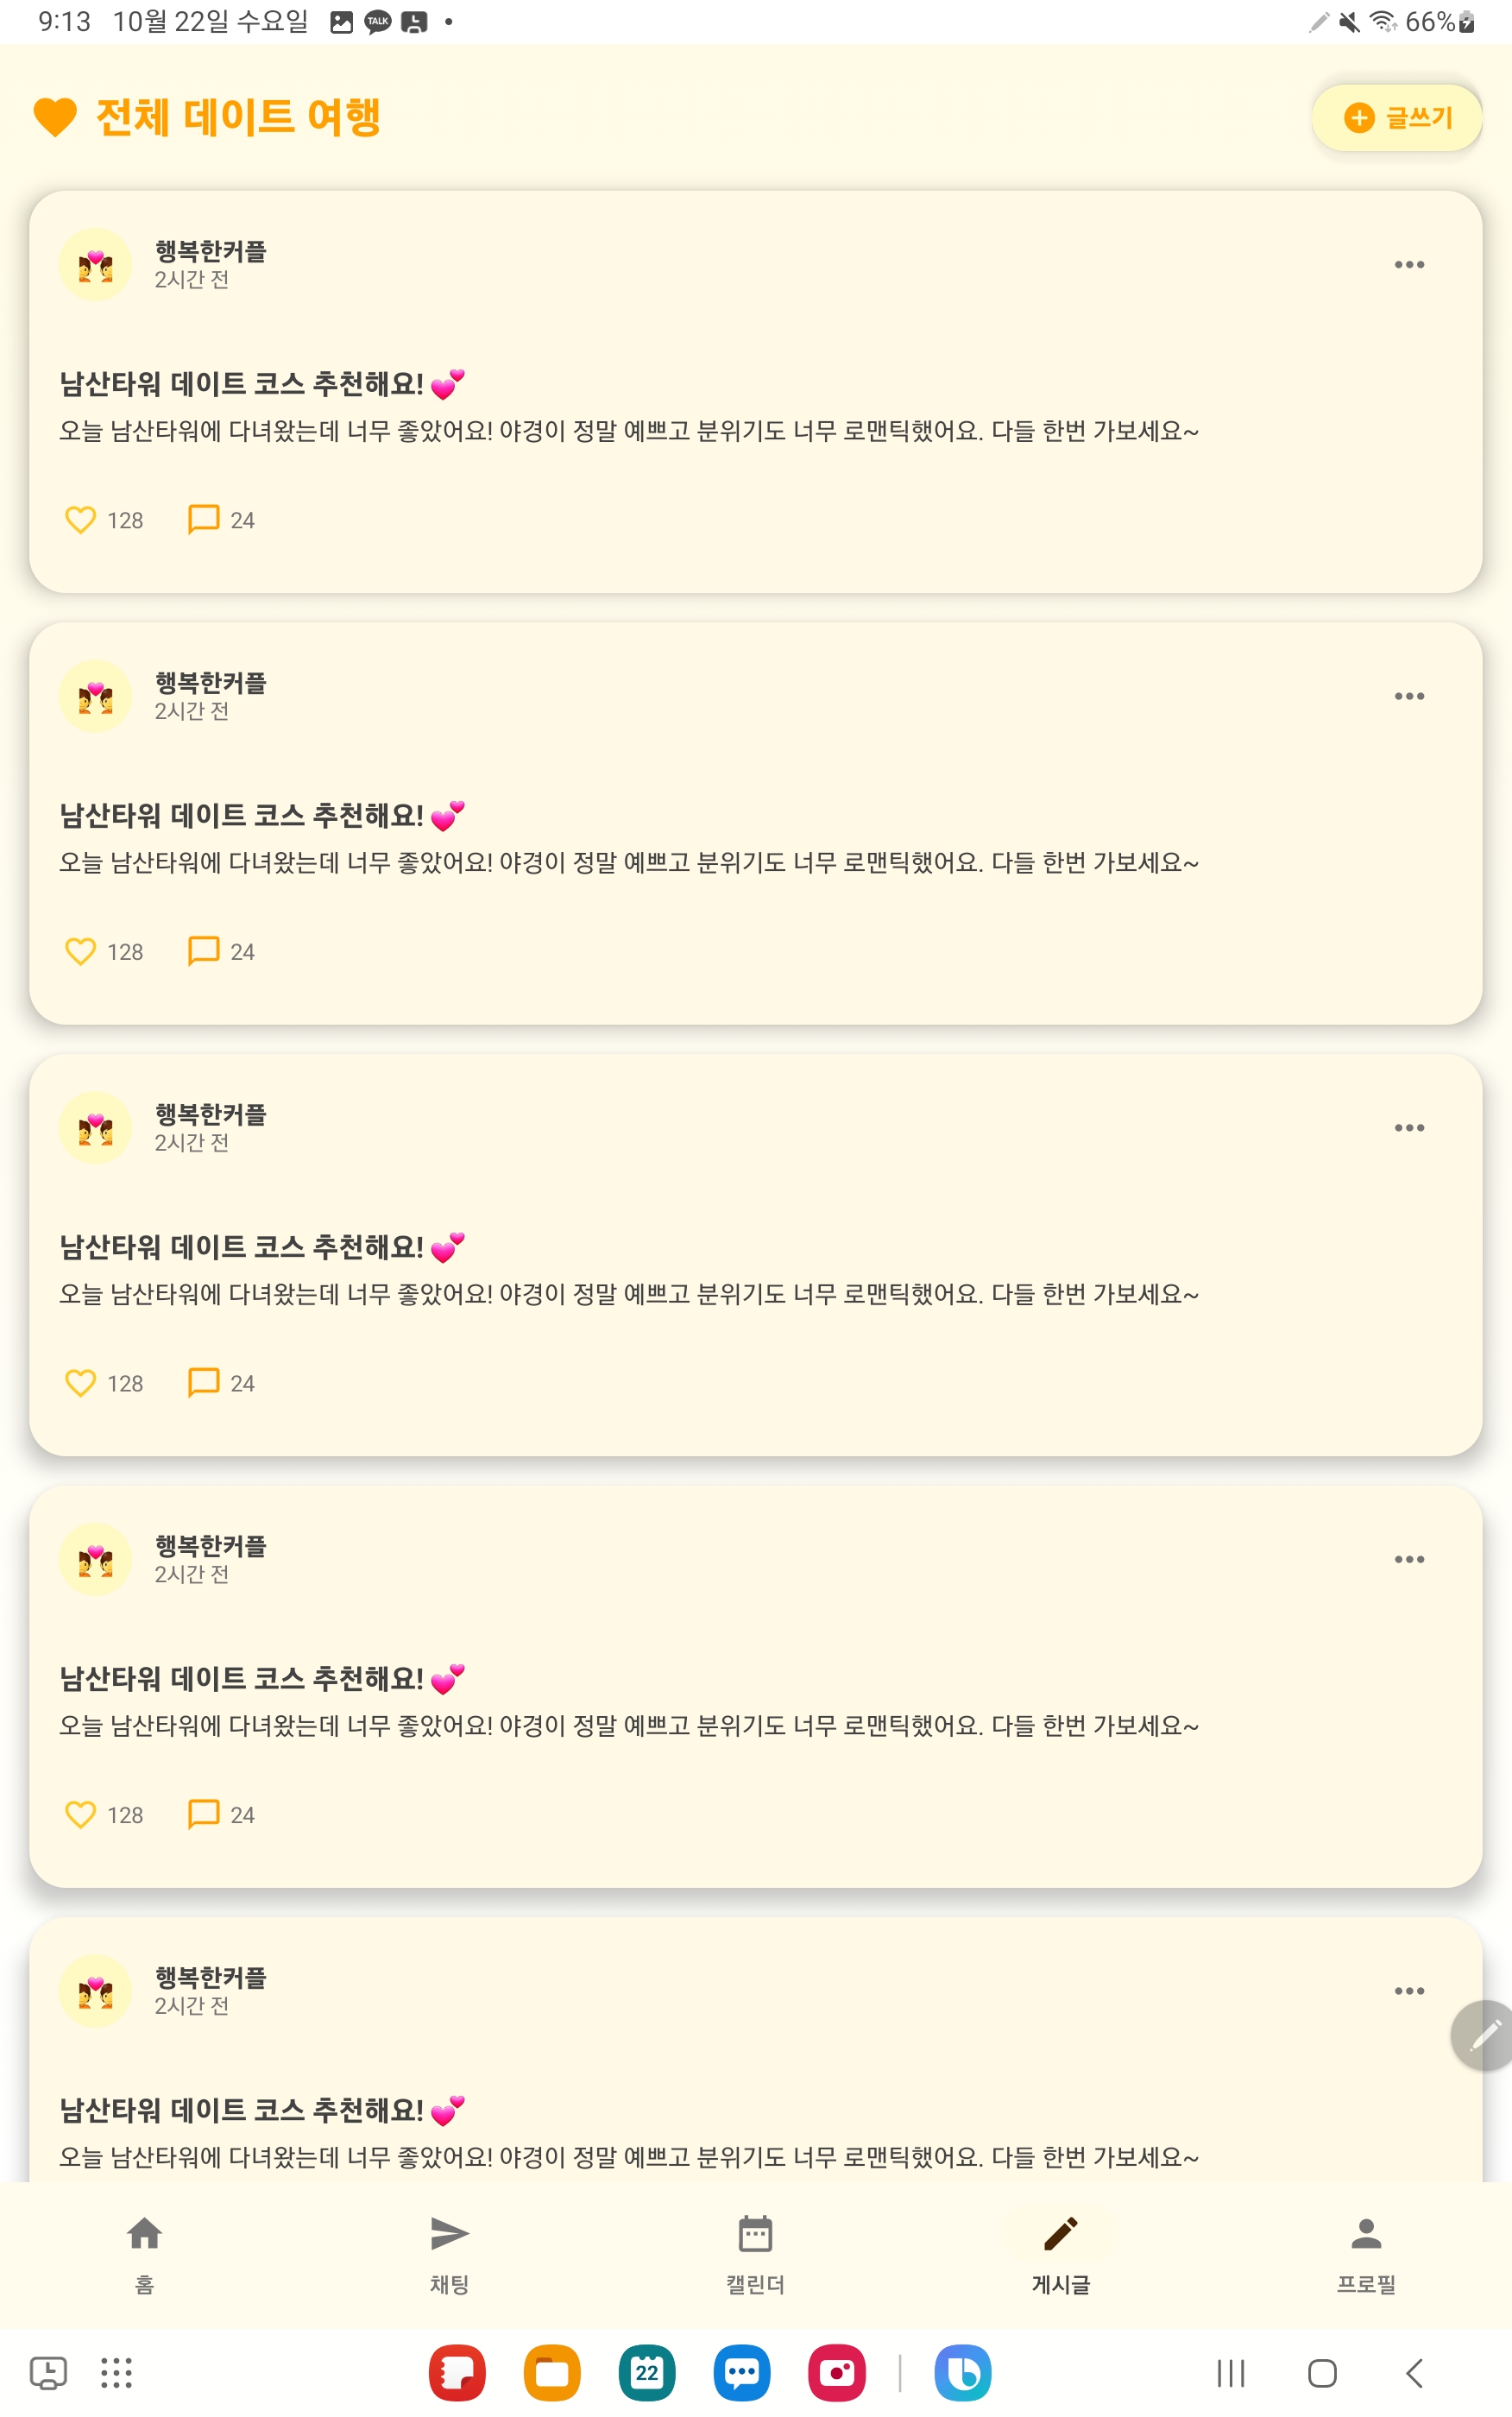 9:13 10월 22일 수요일 TALK 66%
전체 데이트 여행
글쓰기
행복한커플
2시간 전
남산타워 데이트 코스 추천해요! 💕
오늘 남산타워에 다녀왔는데 너무 좋았어요! 야경이 정말 예쁘고 분위기도 너무 로맨틱했어요. 다들 한번 가보세요~
128 24
행복한커플
2시간 전
남산타워 데이트 코스 추천해요! 💕
오늘 남산타워에 다녀왔는데 너무 좋았어요! 야경이 정말 예쁘고 분위기도 너무 로맨틱했어요. 다들 한번 가보세요~
128 24
행복한커플
2시간 전
남산타워 데이트 코스 추천해요! 💕
오늘 남산타워에 다녀왔는데 너무 좋았어요! 야경이 정말 예쁘고 분위기도 너무 로맨틱했어요. 다들 한번 가보세요~
128 24
행복한커플
2시간 전
남산타워 데이트 코스 추천해요! 💕
오늘 남산타워에 다녀왔는데 너무 좋았어요! 야경이 정말 예쁘고 분위기도 너무 로맨틱했어요. 다들 한번 가보세요~
128 24
행복한커플
2시간 전
남산타워 데이트 코스 추천해요! 💕
오늘 남산타워에 다녀왔는데 너무 좋았어요! 야경이 정말 예쁘고 분위기도 너무 로맨틱했어요. 다들 한번 가보세요~
홈 채팅 캘린더 게시글 프로필
22